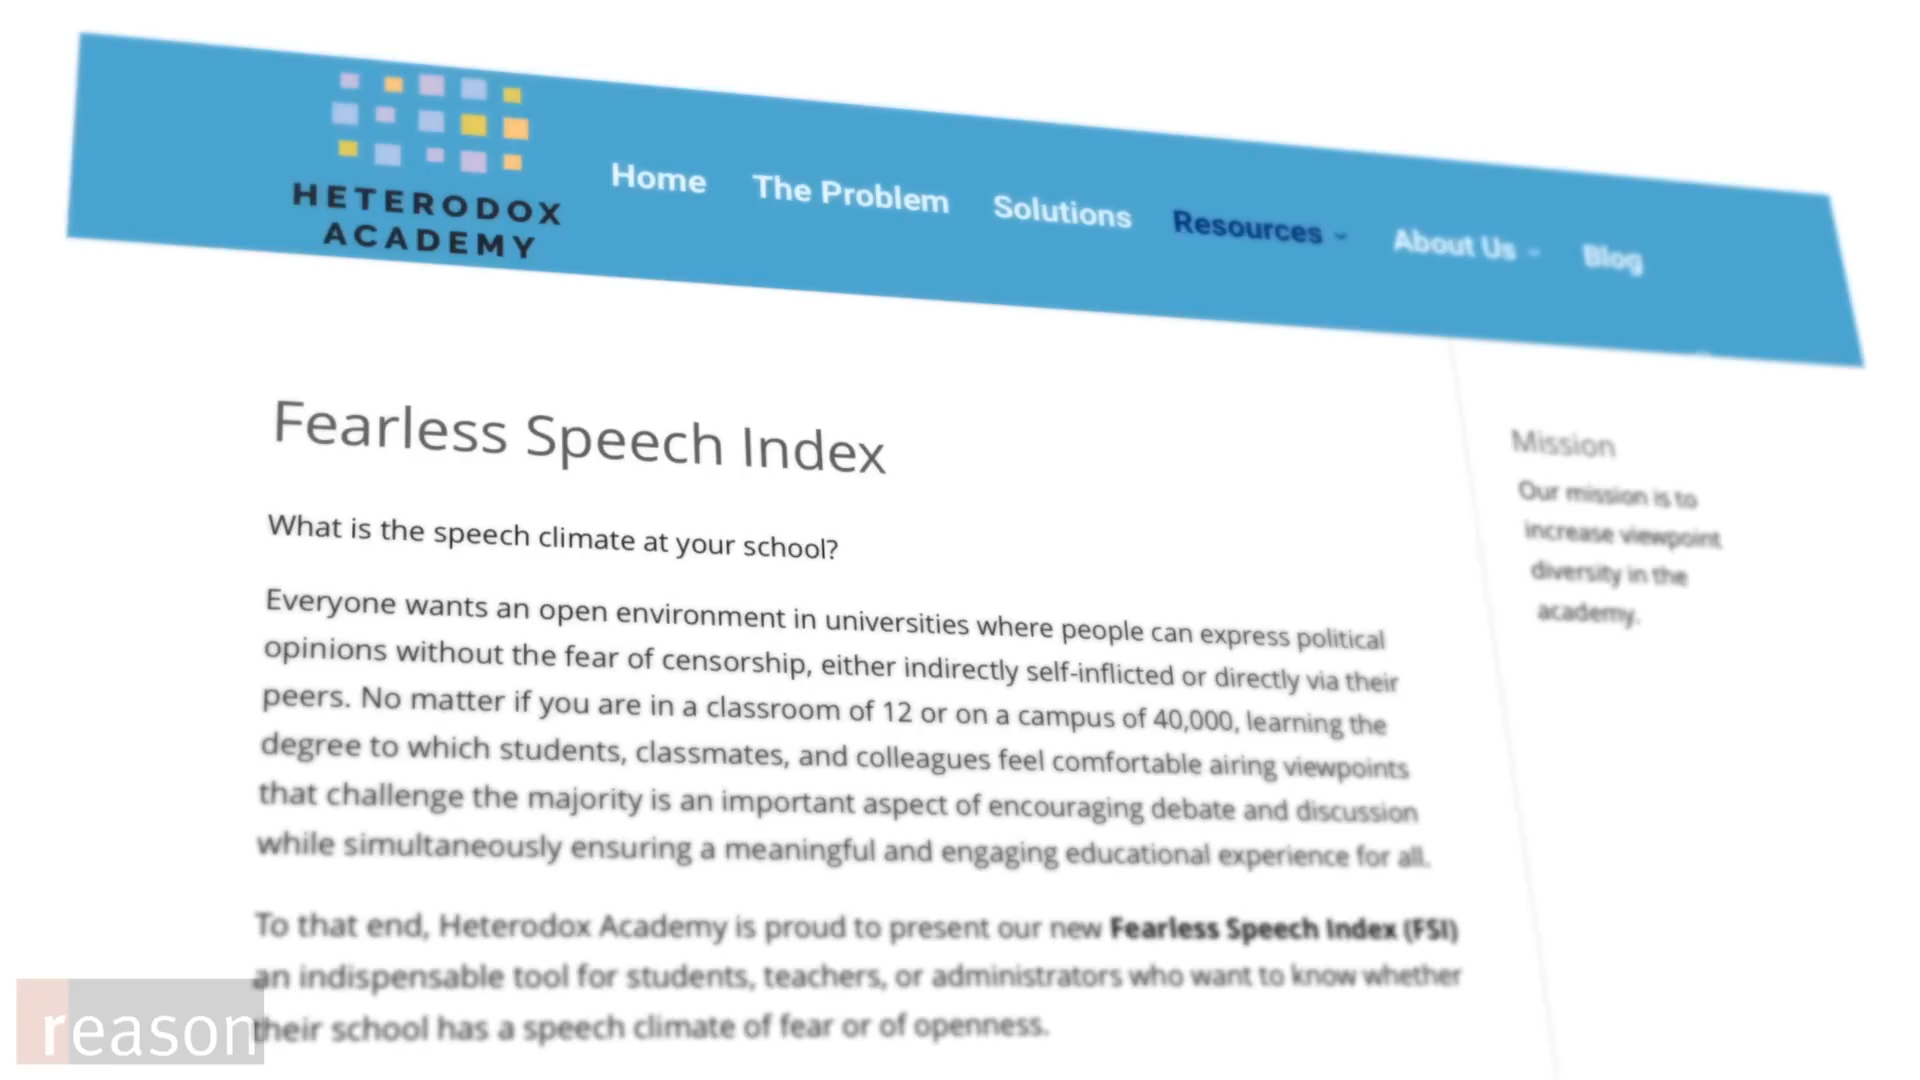 HETERODOX
ACADEMY
Home The Problem Solutions Resources About Us Blog
Fearless Speech Index
What is the speech climate at your school?
Everyone wants an open environment in universities where people can express political
opinions without the fear of censorship, either indirectly self-inflicted or directly via their
peers. No matter if you are in a classroom of 12 or on a campus of 40,000, learning the
degree to which students, classmates, and colleagues feel comfortable airing viewpoints
that challenge the majority is an important aspect of encouraging debate and discussion
while simultaneously ensuring a meaningful and engaging educational experience for all.
To that end, Heterodox Academy is proud to present our new Fearless Speech Index (FSI)
an indispensable tool for students, teachers, or administrators who want to know whether
their school has a speech climate of fear or of openness.
Mission
Our mission is to
increase viewpoint
diversity in the
academy.
reason